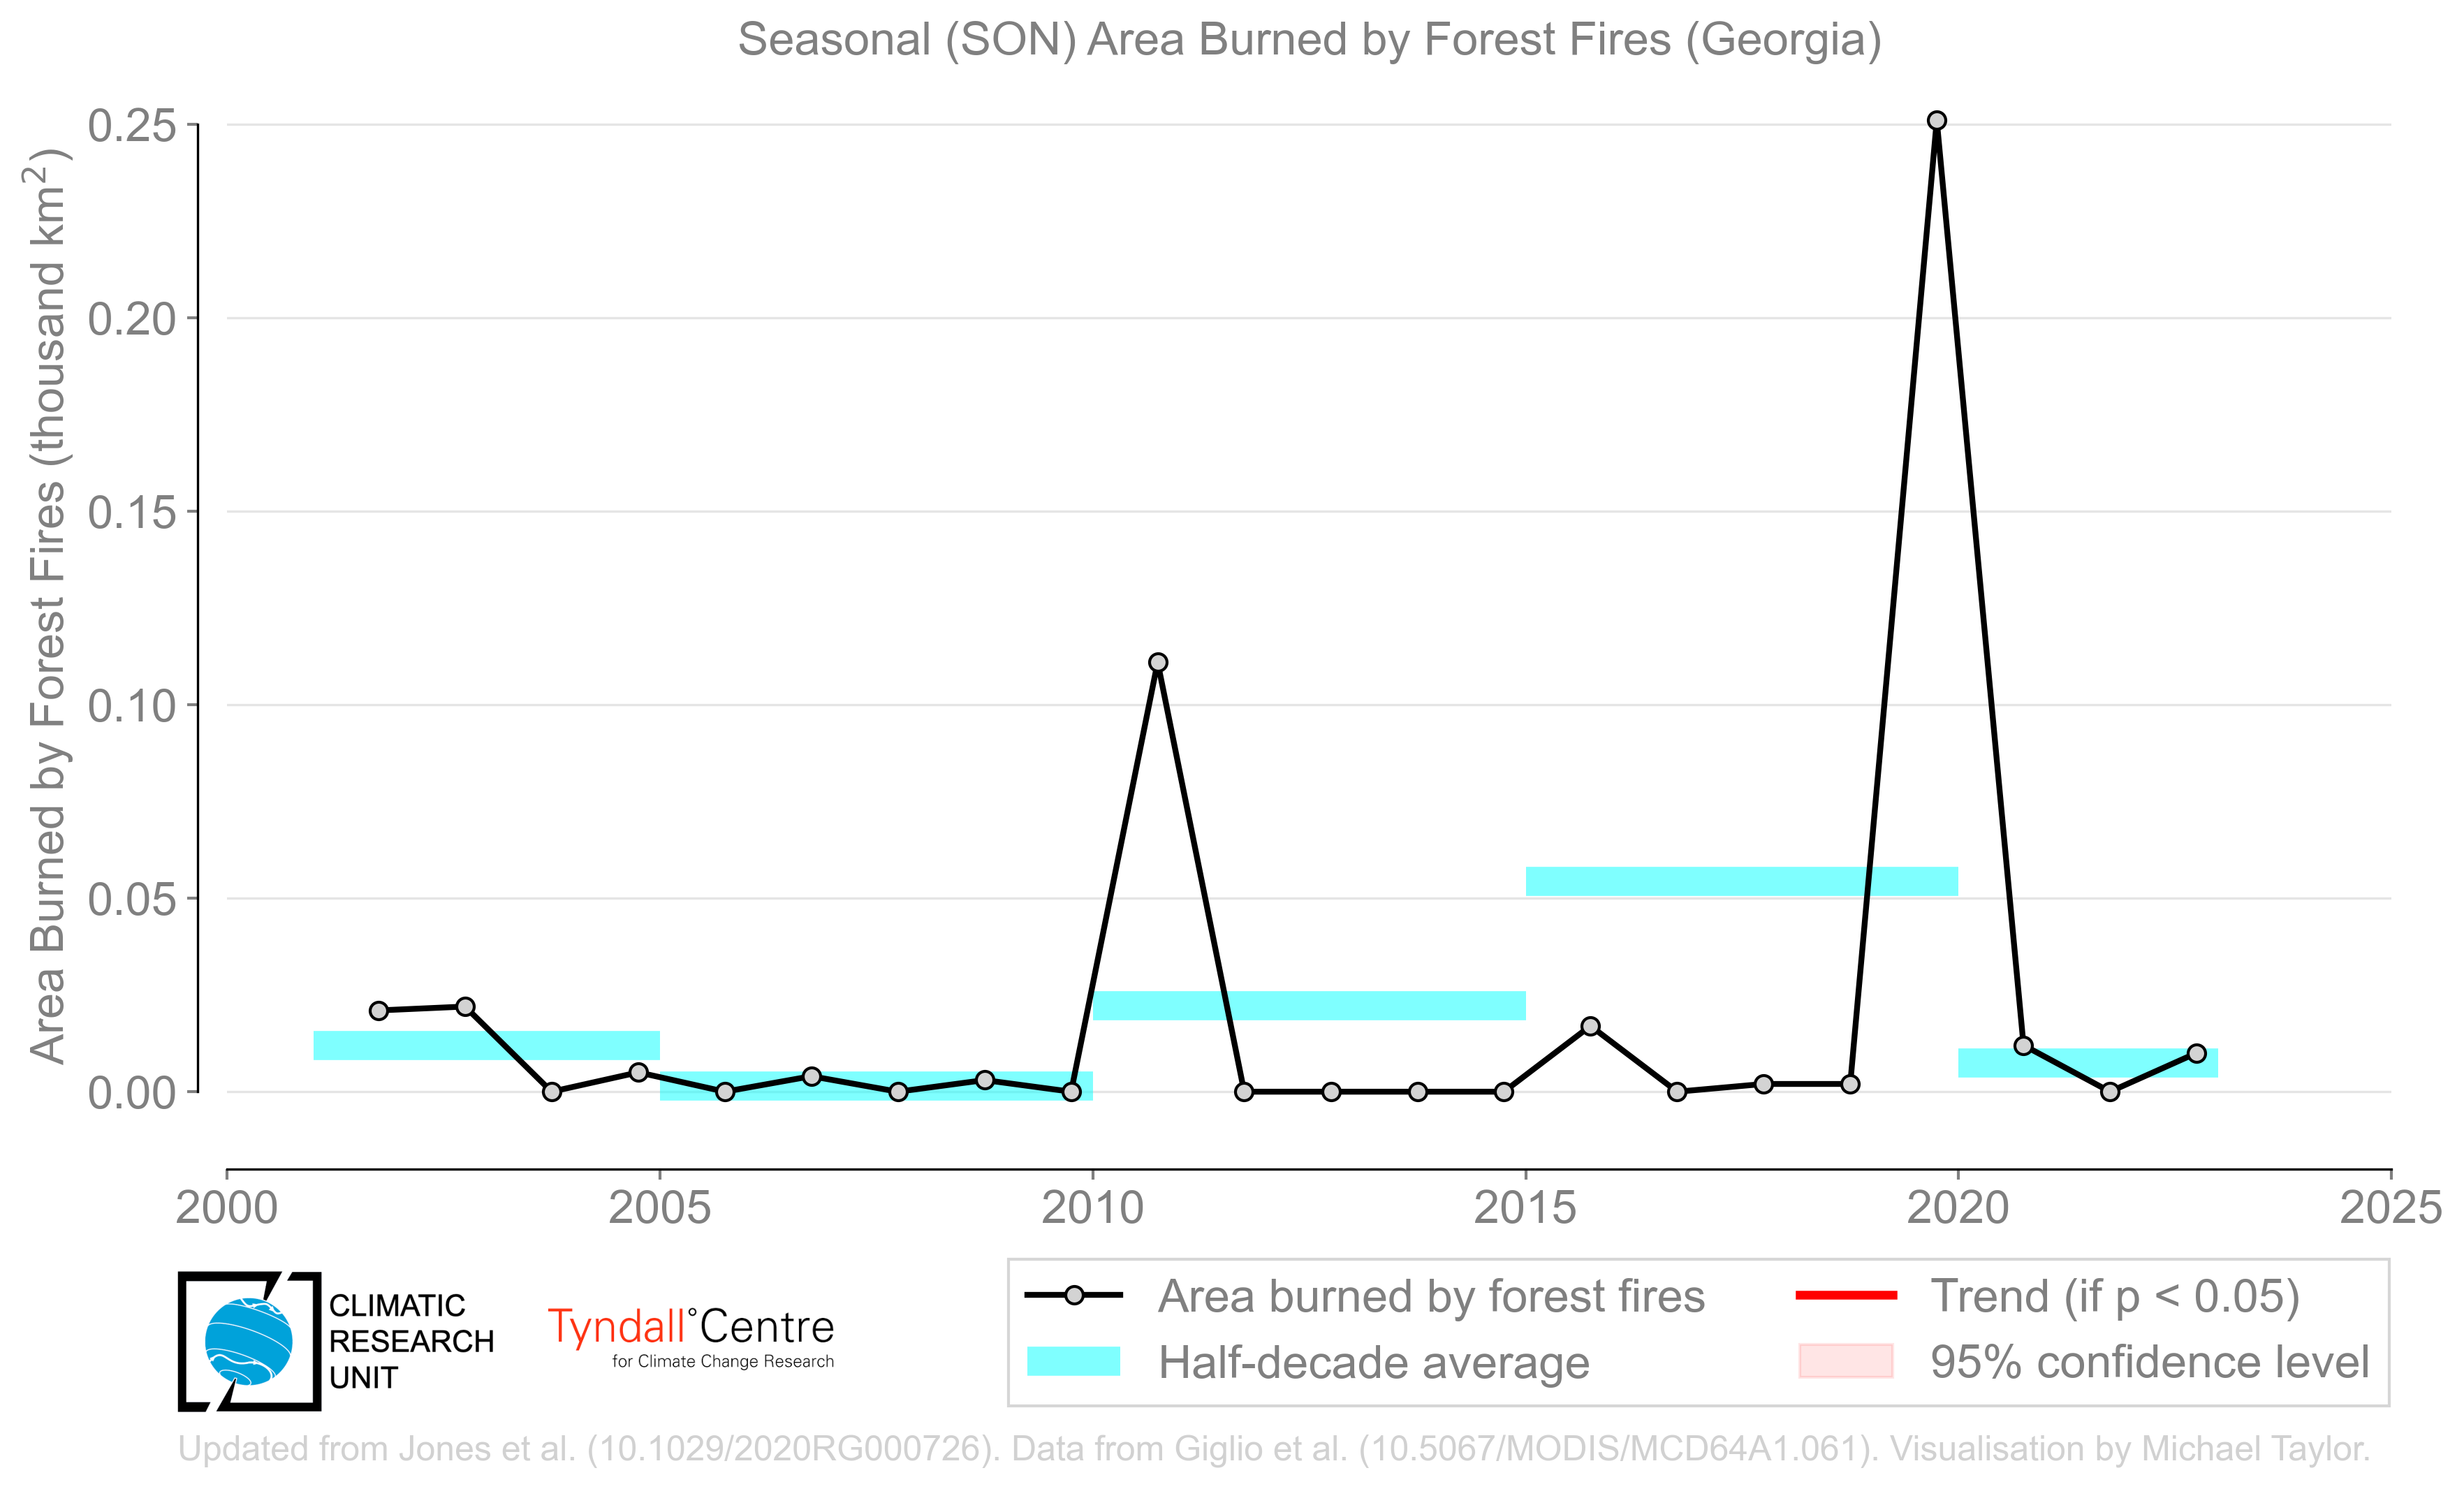 Seasonal (SON) Area Burned by Forest Fires (Georgia)
Area Burned by Forest Fires (thousand km²)
0.25
0.20
0.15
0.10
0.05
0.00
2000
2005
2010
2015
2020
2025
CLIMATIC
RESEARCH
UNIT
Tyndall°Centre
for Climate Change Research
Area burned by forest fires
Half-decade average
Trend (if p < 0.05)
95% confidence level
Updated from Jones et al. (10.1029/2020RG000726). Data from Giglio et al. (10.5067/MODIS/MCD64A1.061). Visualisation by Michael Taylor.